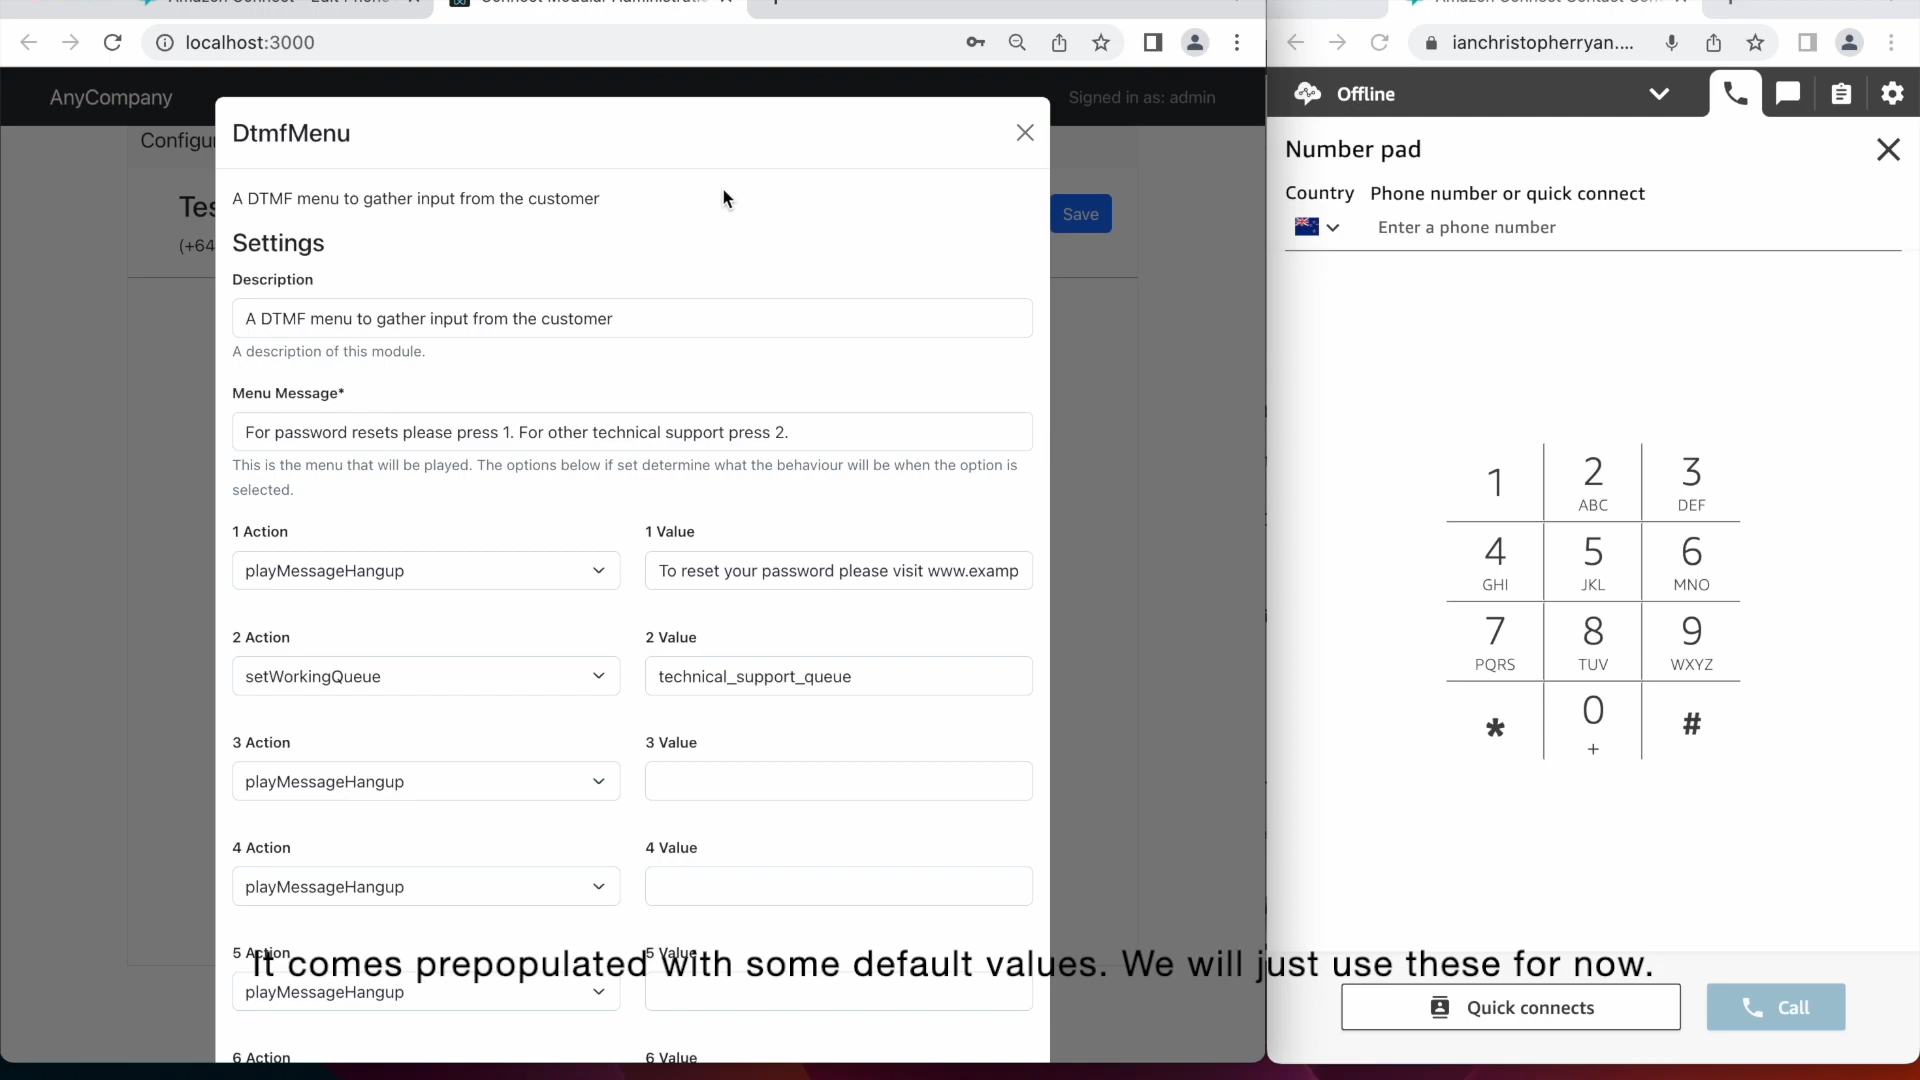 localhost:3000
ianchristopherryan....
AnyCompany
Signed in as: admin
Offline
DtmfMenu
Number pad
Country Phone number or quick connect
A DTMF menu to gather input from the customer
Save
Enter a phone number
Settings
(+64
Description
A DTMF menu to gather input from the customer
A description of this module.
Menu Message*
For password resets please press 1. For other technical support press 2.
This is the menu that will be played. The options below if set determine what the behaviour will be when the option is
selected.
1 Action 1 Value
playMessageHangup To reset your password please visit www.examp
2 Action 2 Value
setWorkingQueue technical_support_queue
3 Action 3 Value
playMessageHangup
4 Action 4 Value
playMessageHangup
5 Action 5 Value
playMessageHangup
6 Action 6 Value
1 2 3
ABC DEF
4 5 6
GHI JKL MNO
7 8 9
PQRS TUV WXYZ
* 0 #
+
It comes prepopulated with some default values. We will just use these for now.
Quick connects Call